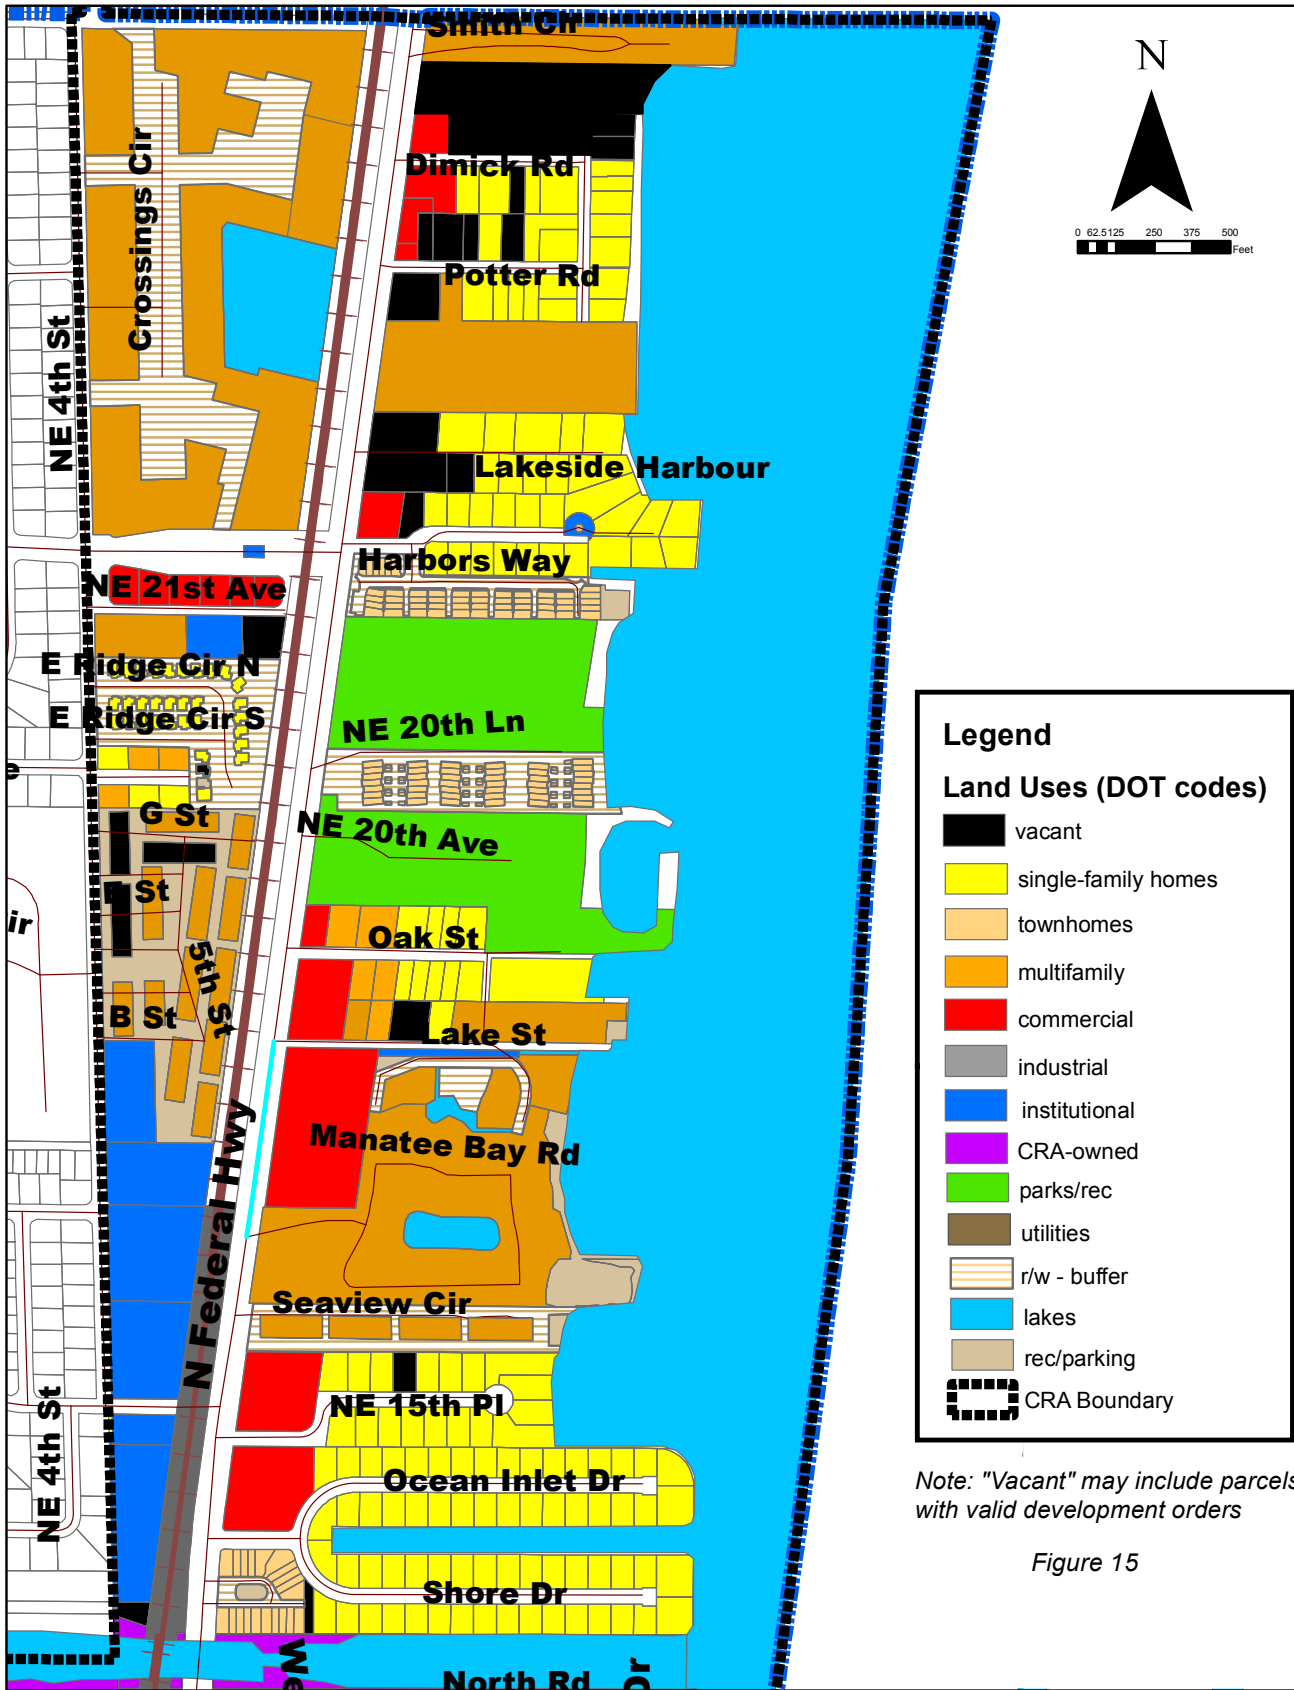 Smith Cir
N
Crossings Cir
Dimick Rd
0 62.5 125 250 375 500
Feet
Potter Rd
NE 4th St
Lakeside Harbour
Harbors Way
NE 21st Ave
E Ridge Cir N
E Ridge Cir S
NE 20th Ln
G St
NE 20th Ave
E St
ir
5th St
Oak St
B St
Lake St
N Federal Hwy
Manatee Bay Rd
Seaview Cir
NE 15th Pl
NE 4th St
Ocean Inlet Dr
Shore Dr
North Rd
Dr
Legend
Land Uses (DOT codes)
vacant
single-family homes
townhomes
multifamily
commercial
industrial
institutional
CRA-owned
parks/rec
utilities
r/w - buffer
lakes
rec/parking
CRA Boundary
Note: "Vacant" may include parcels
with valid development orders
Figure 15